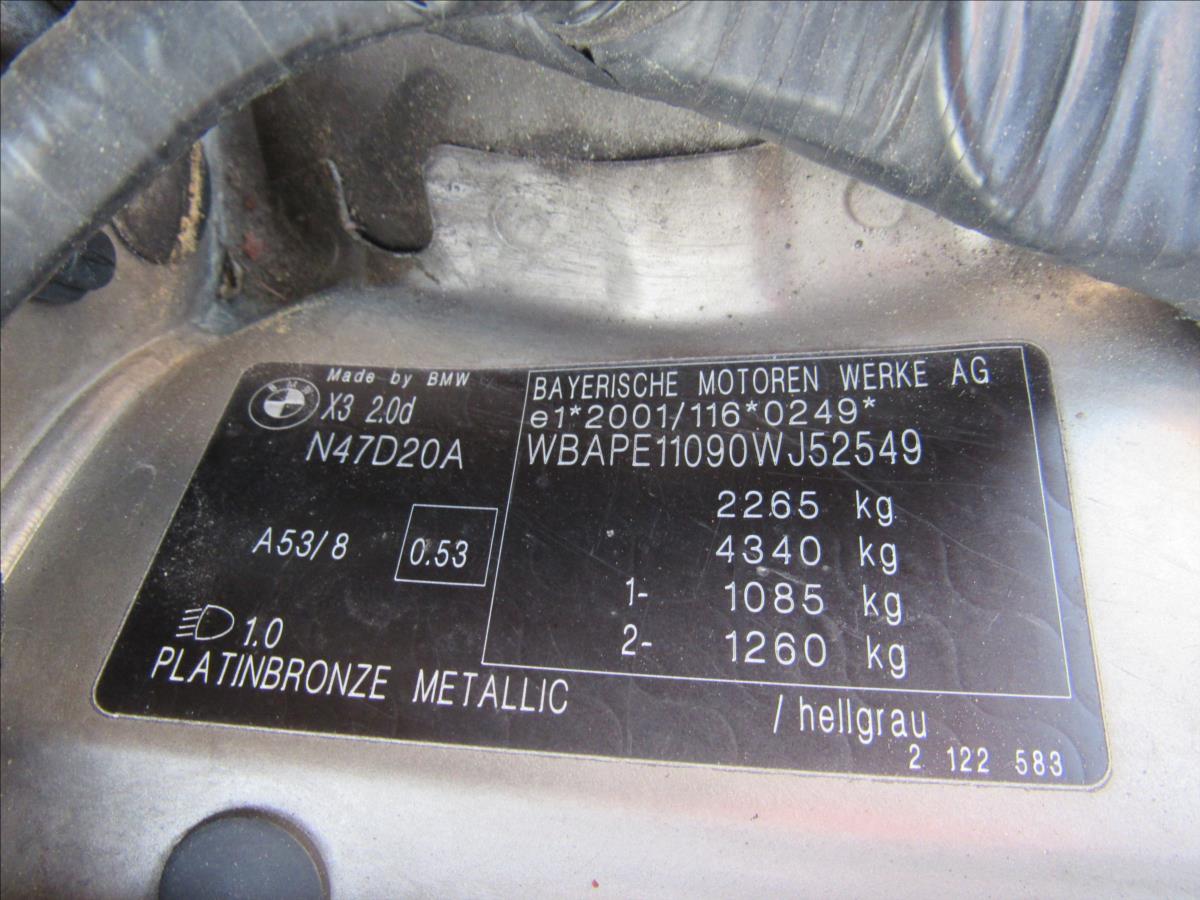 BMW
Made by BMW
X3 2.0d
N47D20A
A53/8
0.53
1.0
PLATINBRONZE METALLIC
BAYERISCHE MOTOREN WERKE AG
e1*2001/116*0249*
WBAPE11090WJ52549
2265 kg
4340 kg
1- 1085 kg
2- 1260 kg
/ hellgrau
2 122 583